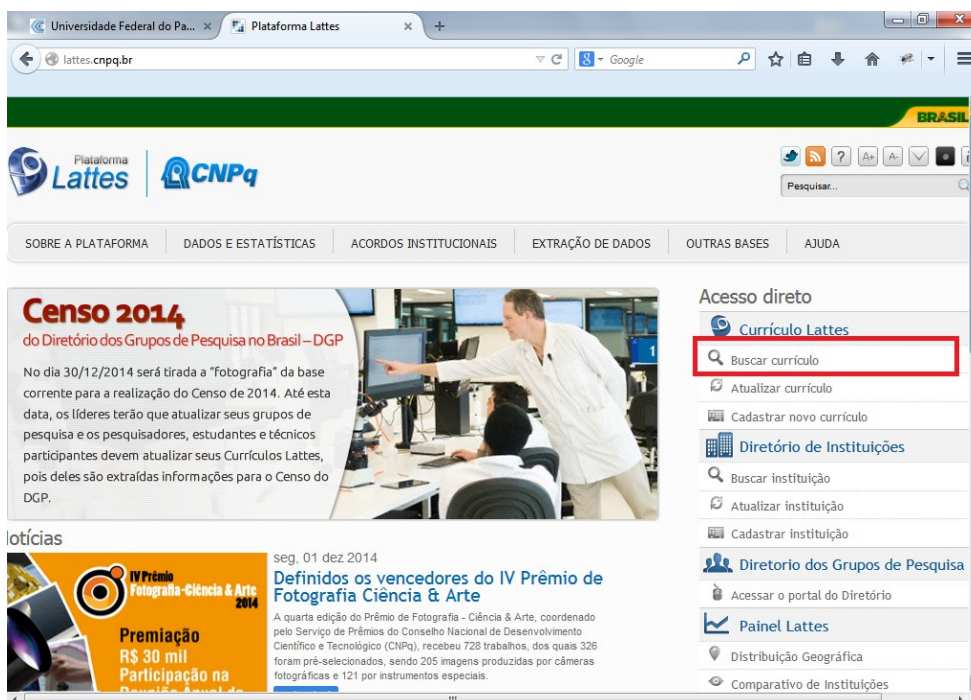 Universidade Federal do Pa...
Plataforma Lattes
lattes.cnpq.br
Google
BRASIL
Plataforma
Lattes
CNPq
A+ A-
Pesquisar...
SOBRE A PLATAFORMA DADOS E ESTATÍSTICAS ACORDOS INSTITUCIONAIS EXTRAÇÃO DE DADOS OUTRAS BASES AJUDA
Censo 2014
do Diretório dos Grupos de Pesquisa no Brasil – DGP
No dia 30/12/2014 será tirada a "fotografia" da base
corrente para a realização do Censo de 2014. Até esta
data, os líderes terão que atualizar seus grupos de
pesquisa e os pesquisadores, estudantes e técnicos
participantes devem atualizar seus Currículos Lattes,
pois deles são extraídas informações para o Censo do
DGP.
1
Acesso direto
Currículo Lattes
Buscar currículo
Atualizar currículo
Cadastrar novo currículo
Diretório de Instituições
Buscar instituição
Atualizar instituição
Cadastrar instituição
Diretorio dos Grupos de Pesquisa
Acessar o portal do Diretório
Painel Lattes
Distribuição Geográfica
Comparativo de Instituições
lotícias
IV Prêmio
Fotografia-Ciência & Arte
2014
Premiação
R$ 30 mil
Participação na
Reunião Anual da
seg, 01 dez 2014
Definidos os vencedores do IV Prêmio de
Fotografia Ciência & Arte
A quarta edição do Prêmio de Fotografia - Ciência & Arte, coordenado
pelo Serviço de Prêmios do Conselho Nacional de Desenvolvimento
Científico e Tecnológico (CNPq), recebeu 728 trabalhos, dos quais 326
foram pré-selecionados, sendo 205 imagens produzidas por câmeras
fotográficas e 121 por instrumentos especiais.